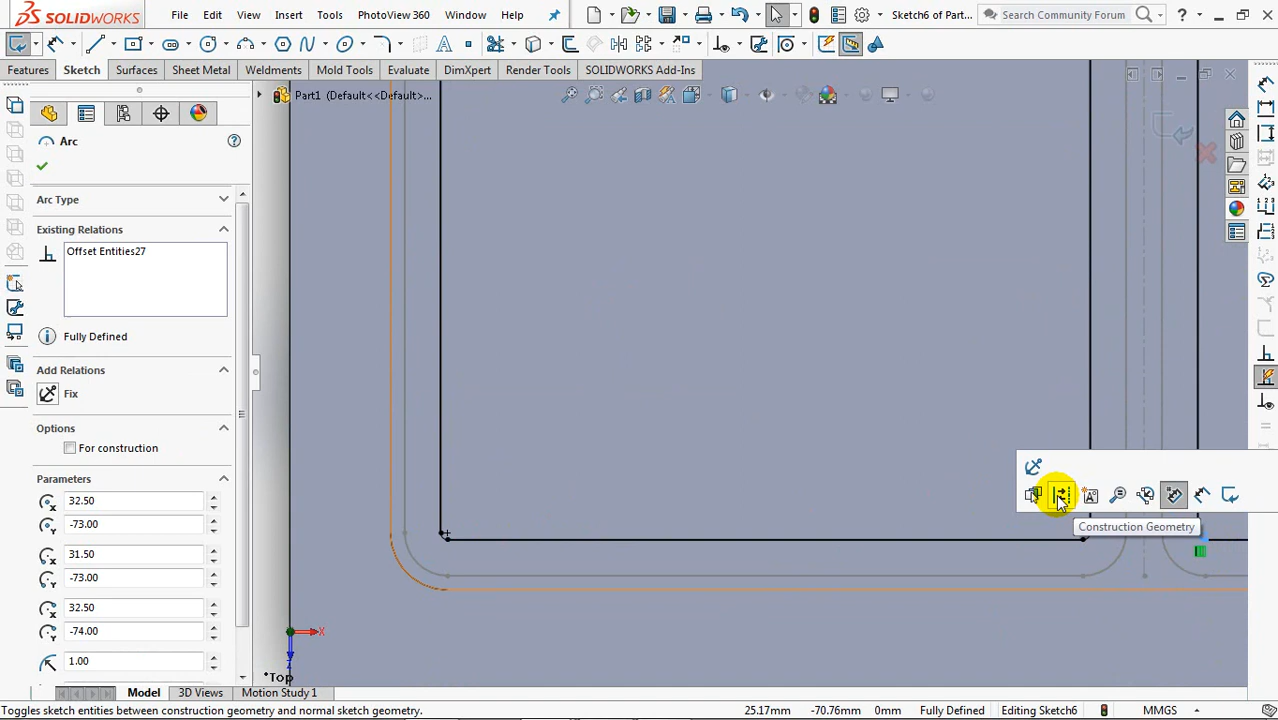 SOLIDWORKS File Edit View Insert Tools PhotoView 360 Window Help Sketch6 of Part... Search Community Forum ?
Features Sketch Surfaces Sheet Metal Weldments Mold Tools Evaluate DimXpert Render Tools SOLIDWORKS Add-Ins
Part1 (Default<<Default>...
Arc
Arc Type
Existing Relations
Offset Entities27
Fully Defined
Add Relations
Fix
Options
For construction
Parameters
32.50
-73.00
31.50
-73.00
32.50
-74.00
1.00
Construction Geometry
X
*Top
Model 3D Views Motion Study 1
Toggles sketch entities between construction geometry and normal sketch geometry. 25.17mm -70.76mm 0mm Fully Defined Editing Sketch6 MMGS